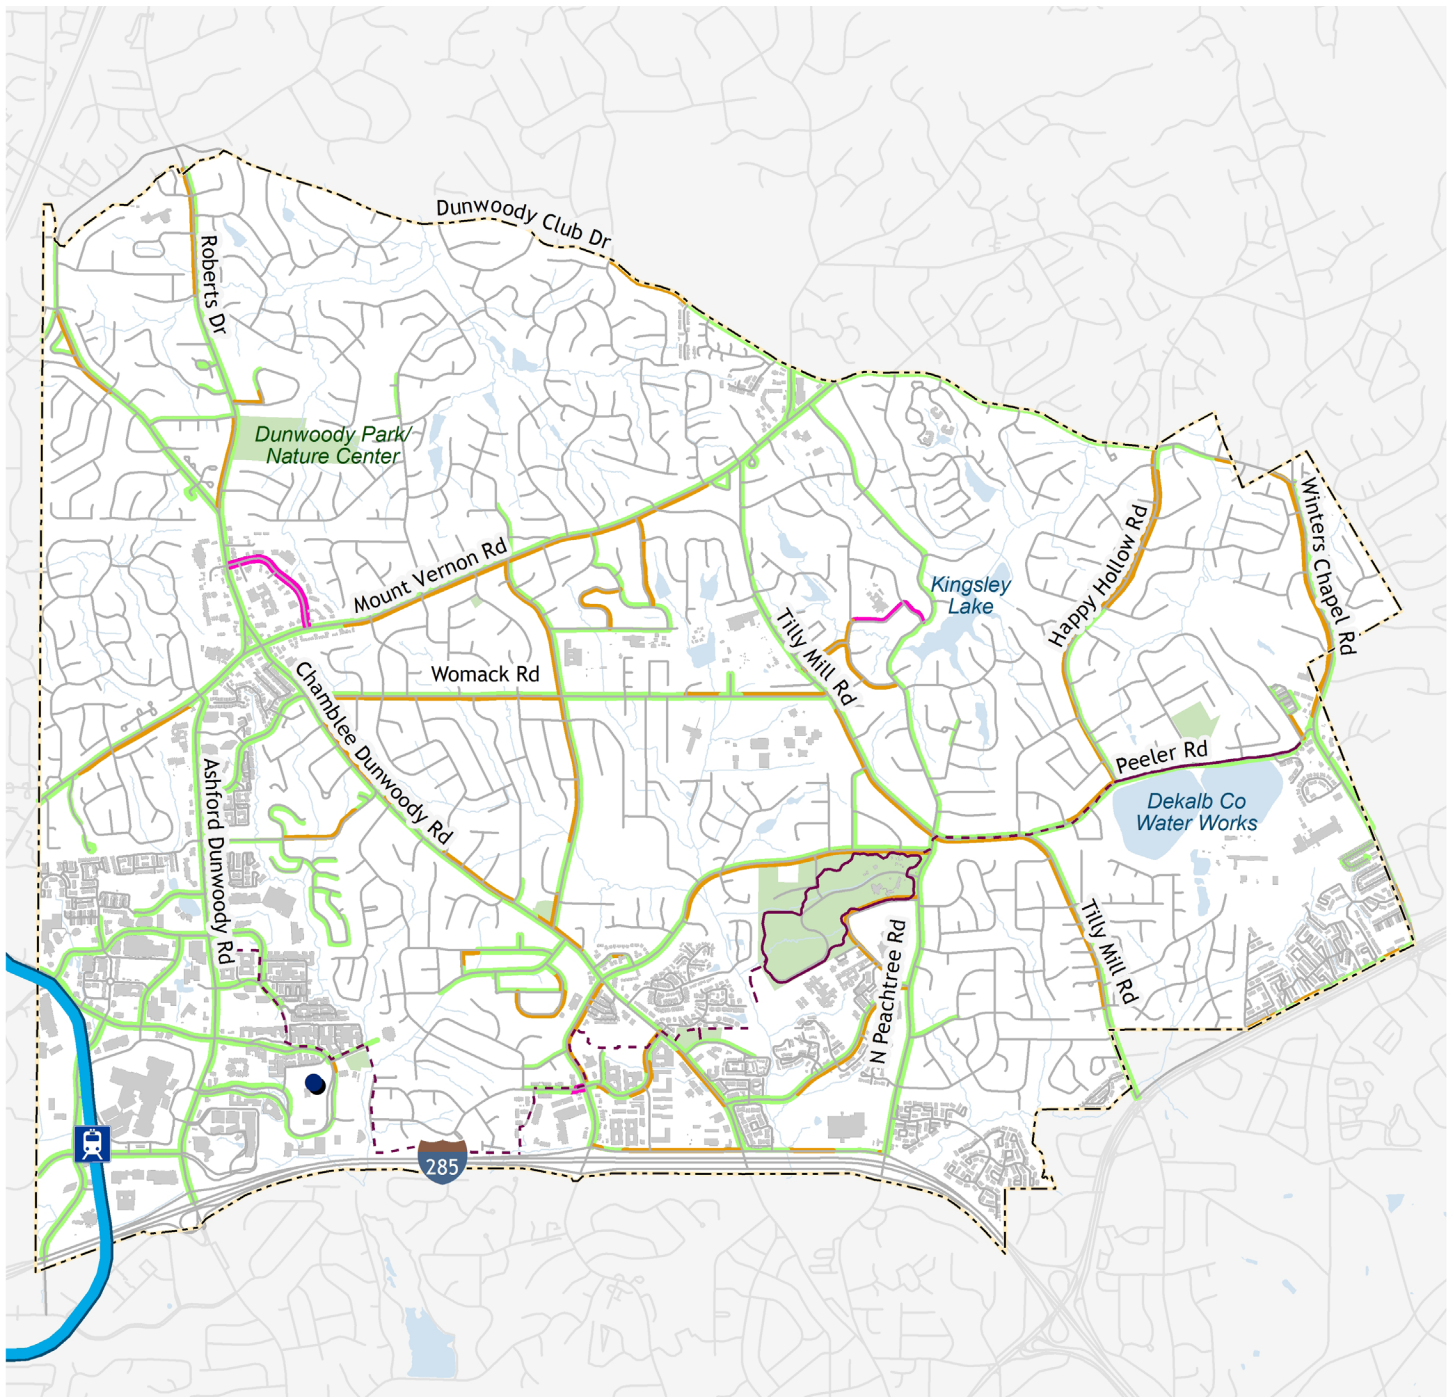 Dunwoody Club Dr
Roberts Dr
Dunwoody Park/
Nature Center
Winters Chapel Rd
Happy Hollow Rd
Mount Vernon Rd
Kingsley
Lake
Tilly Mill Rd
Womack Rd
Chamblee Dunwoody Rd
Peeler Rd
Ashford Dunwoody Rd
Dekalb Co
Water Works
Tilly Mill Rd
N Peachtree Rd
285